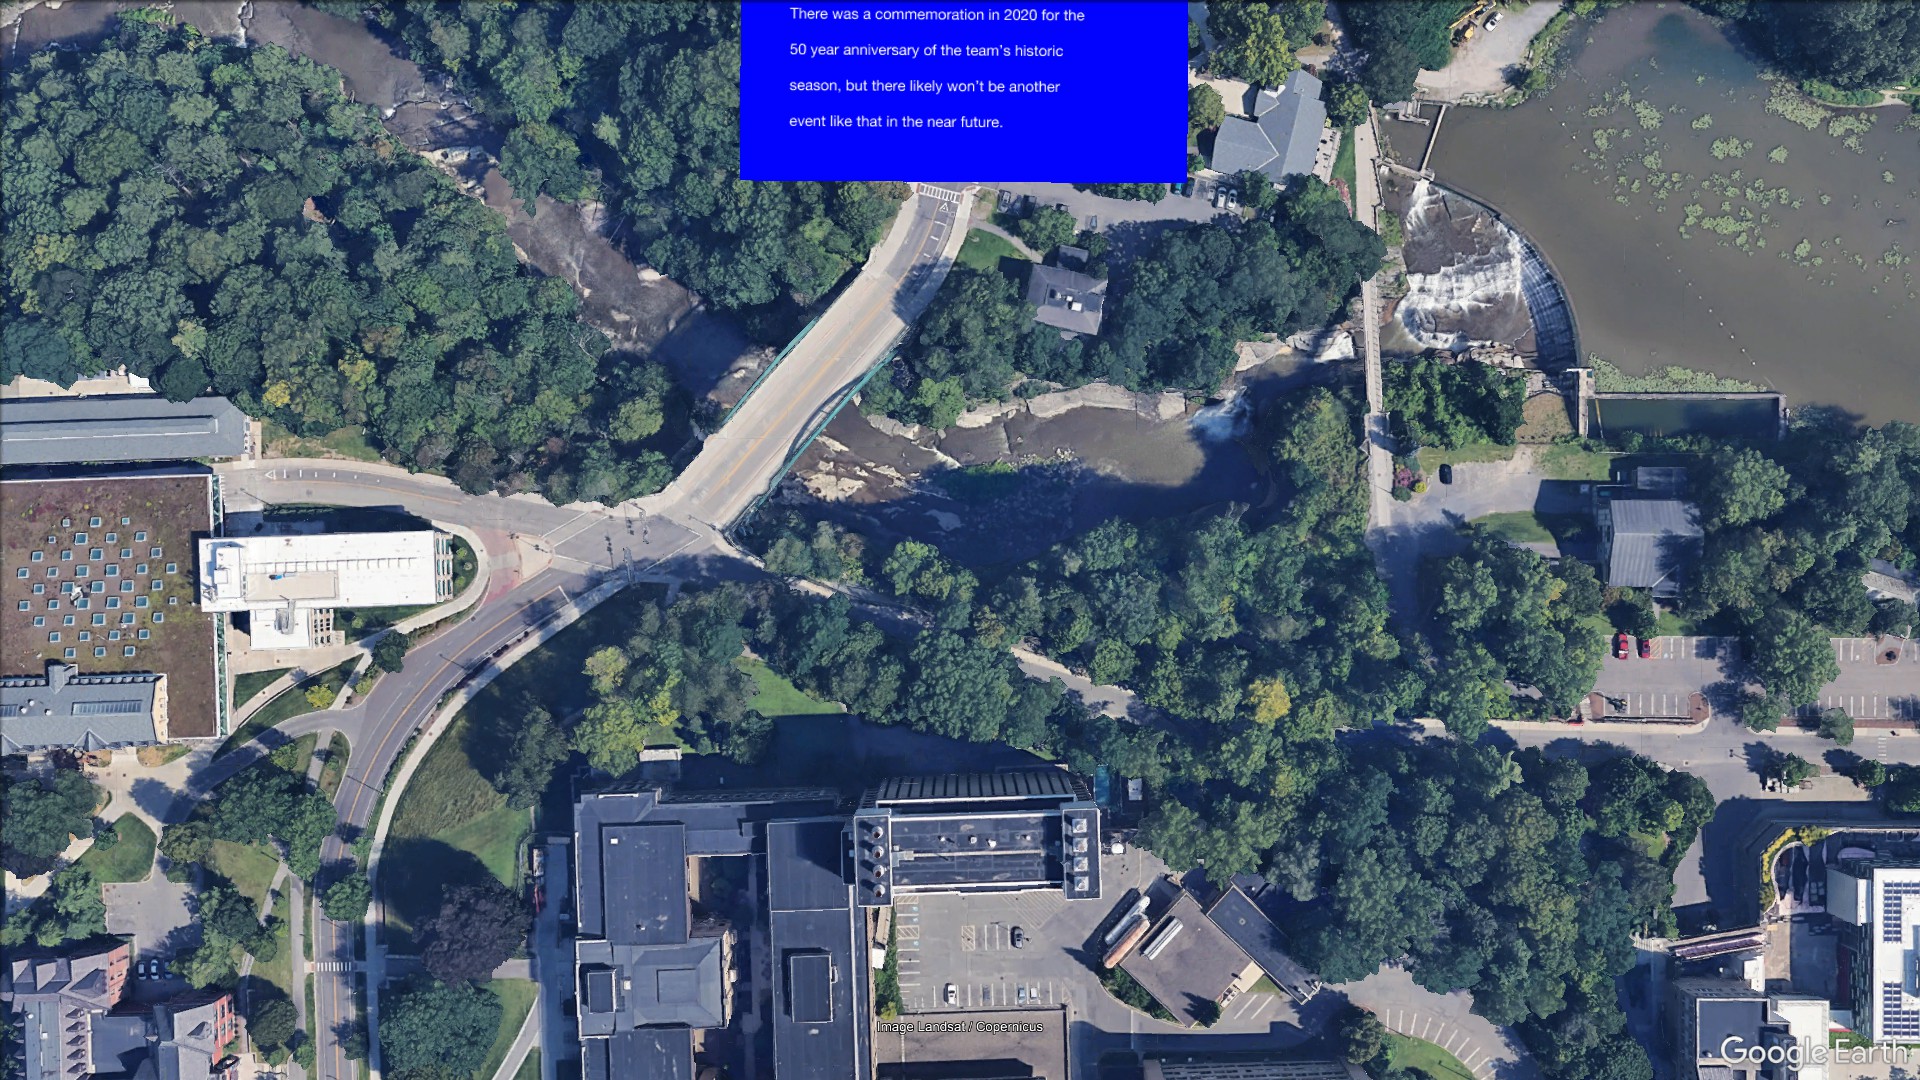 There was a commemoration in 2020 for the
50 year anniversary of the team's historic
season, but there likely won't be another
event like that in the near future.
Image Landsat / Copernicus
Google Earth